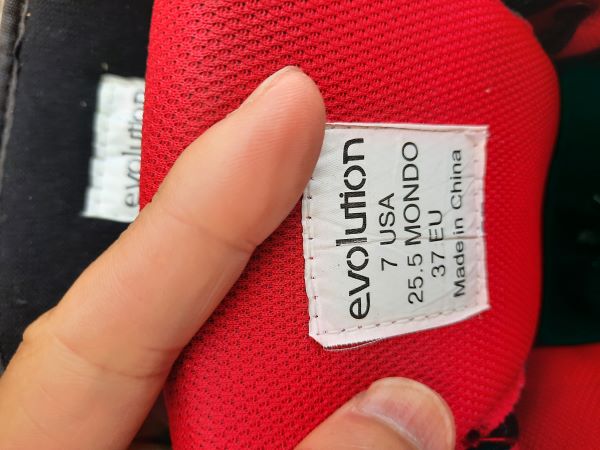 evolution
7 USA
25.5 MONDO
37 EU
Made in China
evolution